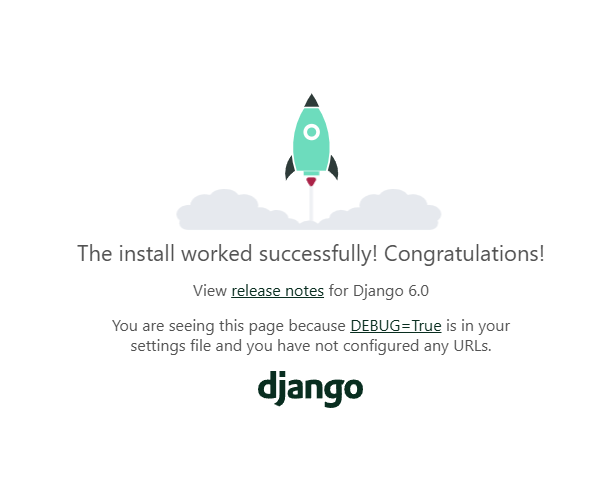 The install worked successfully! Congratulations!
View release notes for Django 6.0
You are seeing this page because DEBUG=True is in your
settings file and you have not configured any URLs.
django